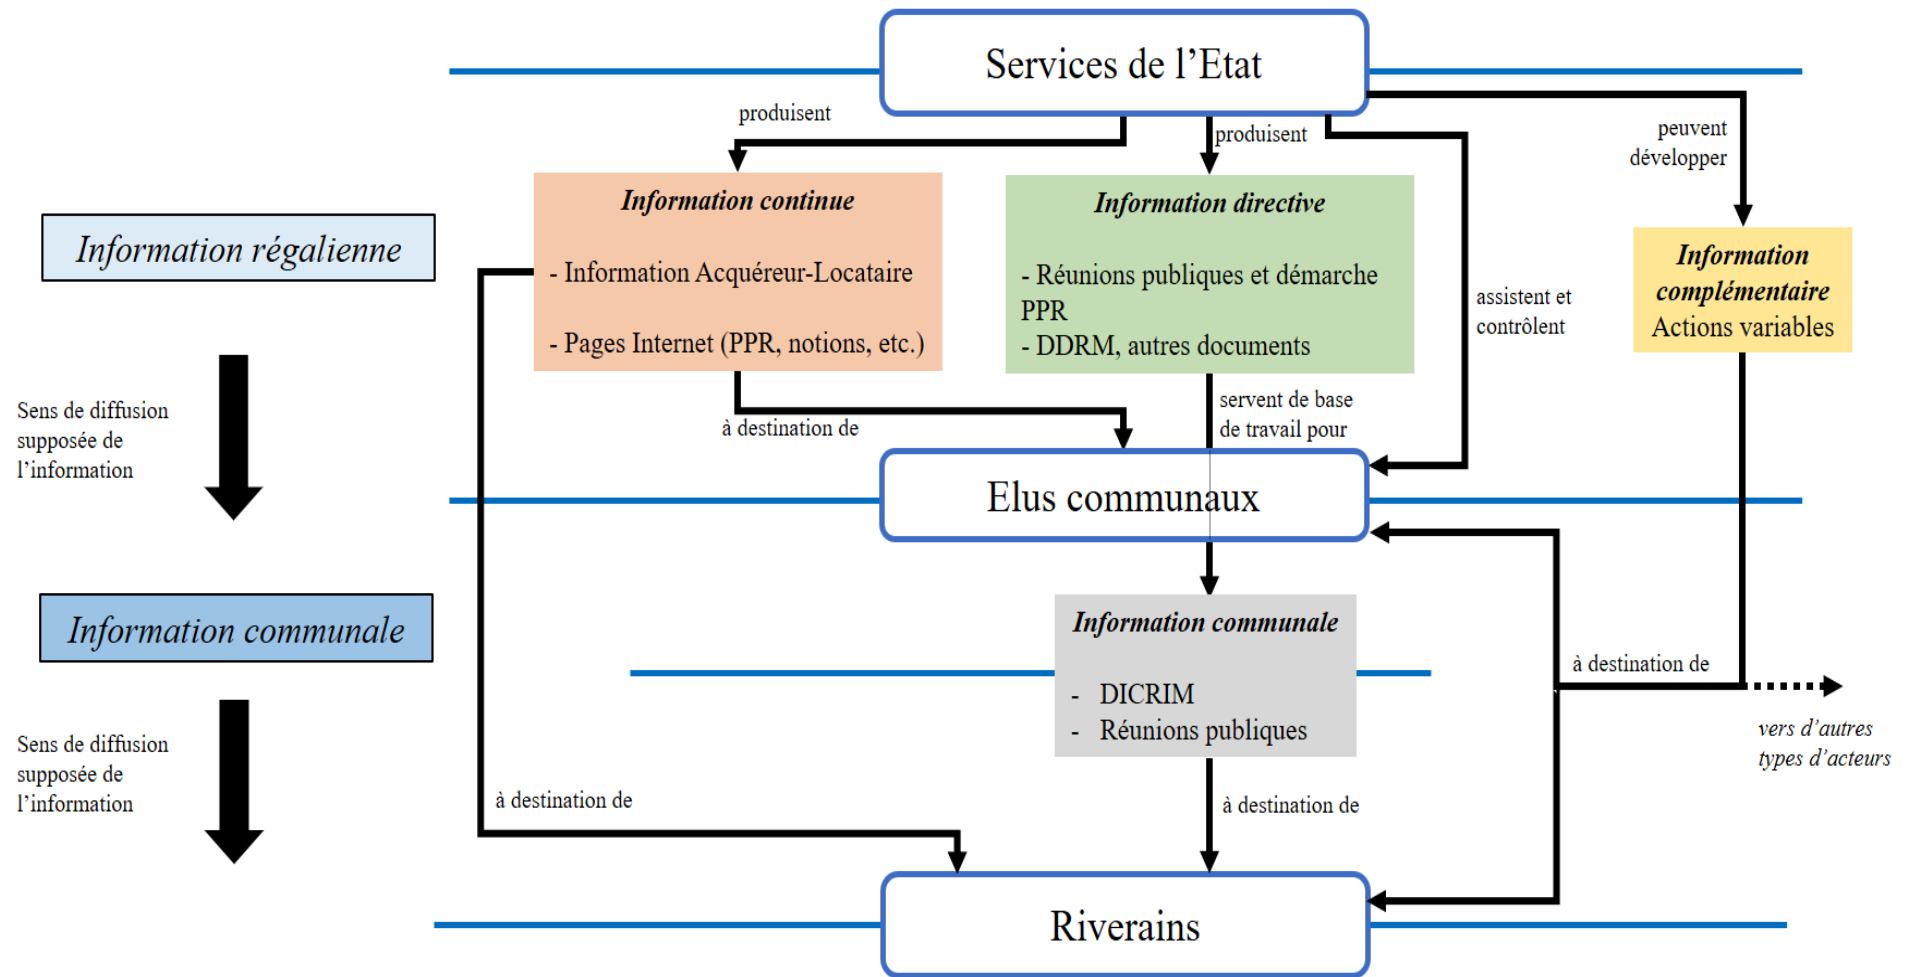 Services de l’Etat
produisent
produisent
peuvent
développer
Information continue
- Information Acquéreur-Locataire
- Pages Internet (PPR, notions, etc.)
Information directive
- Réunions publiques et démarche
PPR
- DDRM, autres documents
Information régalienne
Information
complémentaire
Actions variables
assistent et
contrôlent
Sens de diffusion
supposée de
l’information
à destination de
servent de base
de travail pour
Elus communaux
Information communale
Information communale
- DICRIM
- Réunions publiques
à destination de
vers d’autres
types d’acteurs
Sens de diffusion
supposée de
l’information
à destination de
à destination de
Riverains